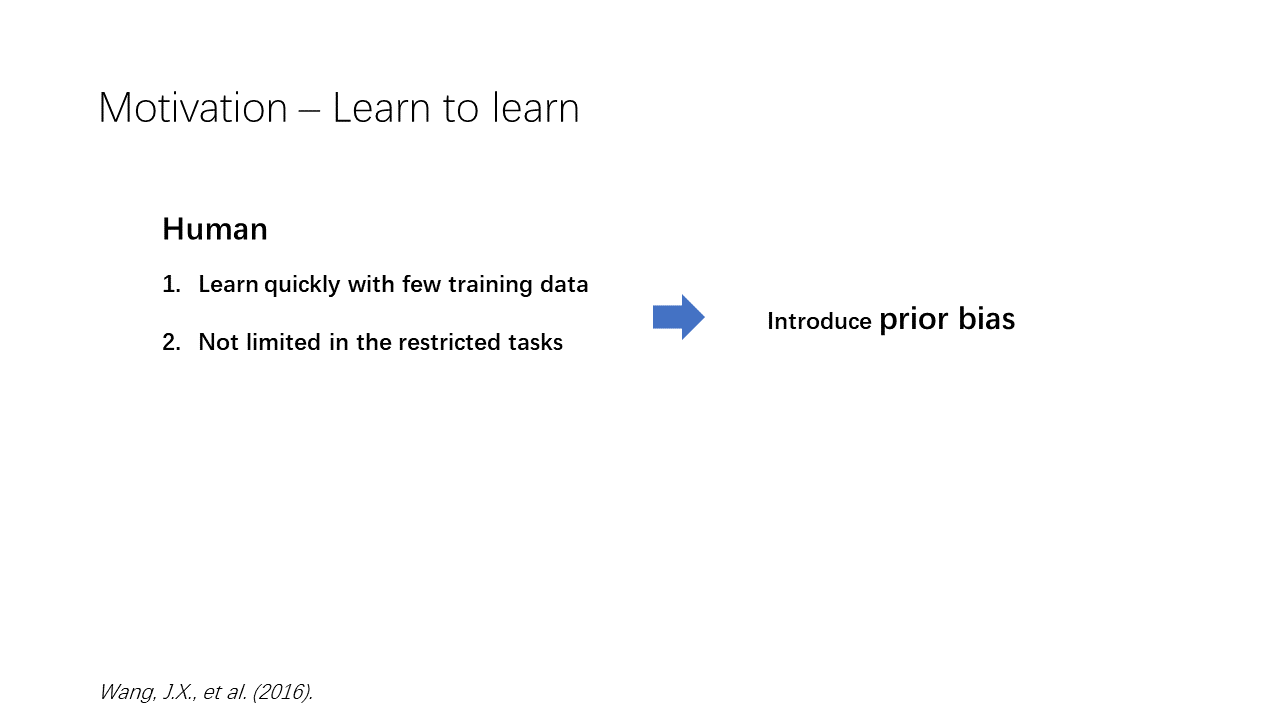 Motivation – Learn to learn
Human
1. Learn quickly with few training data
2. Not limited in the restricted tasks
Introduce prior bias
Wang, J.X., et al. (2016).